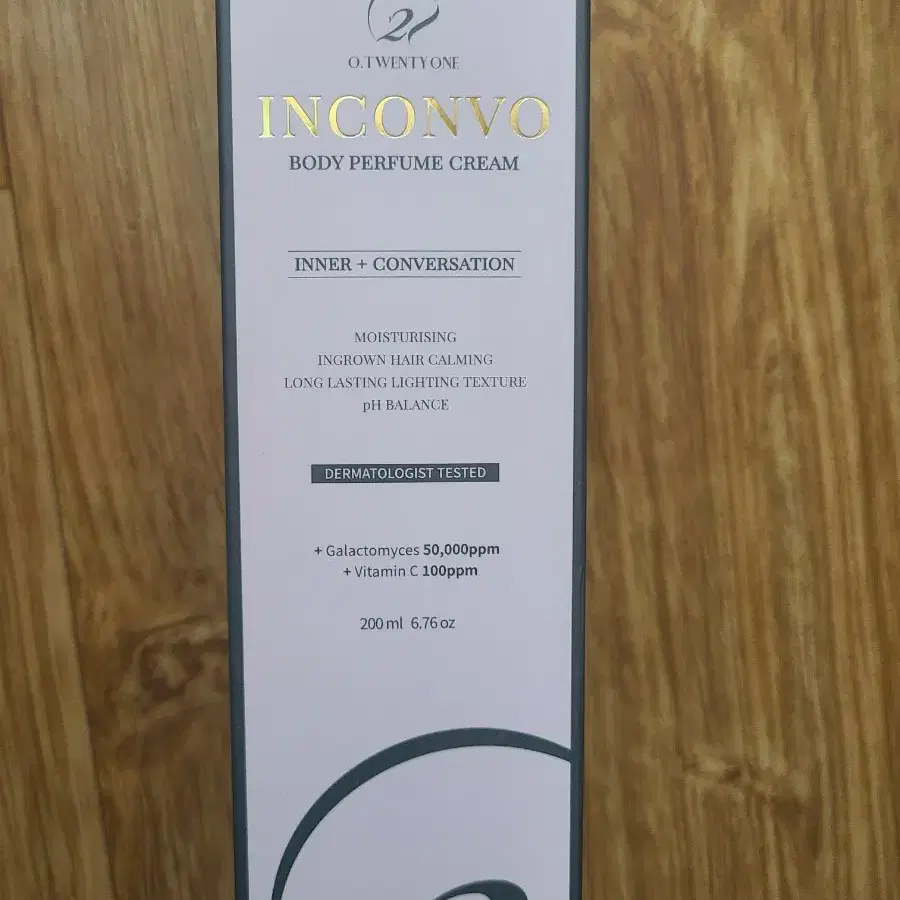 21
O.TWENTY ONE
INCONVO
BODY PERFUME CREAM
INNER + CONVERSATION
MOISTURISING
INGROWN HAIR CALMING
LONG LASTING LIGHTING TEXTURE
pH BALANCE
DERMATOLOGIST TESTED
+ Galactomyces 50,000ppm
+ Vitamin C 100ppm
200 ml 6.76 oz